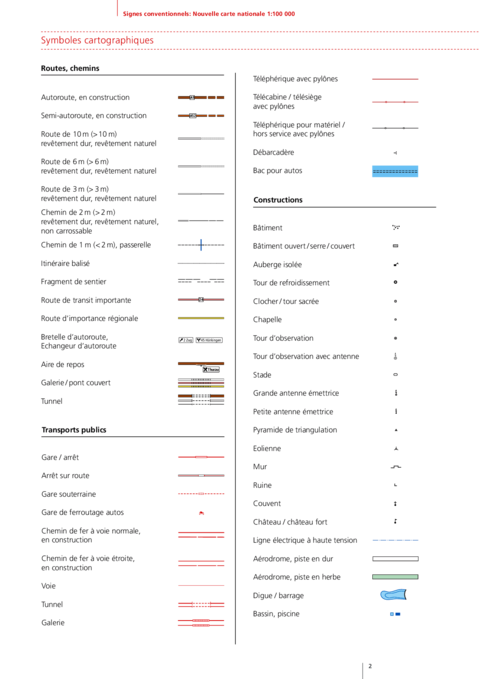 Signes conventionnels: Nouvelle carte nationale 1:100 000
Symboles cartographiques
Routes, chemins
Autoroute, en construction
Semi-autoroute, en construction
Route de 10 m (> 10 m)
revêtement dur, revêtement naturel
Route de 6 m (> 6 m)
revêtement dur, revêtement naturel
Route de 3 m (> 3 m)
revêtement dur, revêtement naturel
Chemin de 2 m (> 2 m)
revêtement dur, revêtement naturel,
non carrossable
Chemin de 1 m (< 2 m), passerelle
Itinéraire balisé
Fragment de sentier
Route de transit importante
Route d'importance régionale
Bretelle d'autoroute,
Echangeur d'autoroute
Aire de repos
Galerie / pont couvert
Tunnel
Transports publics
Gare / arrêt
Arrêt sur route
Gare souterraine
Gare de ferroutage autos
Chemin de fer à voie normale,
en construction
Chemin de fer à voie étroite,
en construction
Voie
Tunnel
Galerie
Téléphérique avec pylônes
Télécabine / télésiège
avec pylônes
Téléphérique pour matériel /
hors service avec pylônes
Débarcadère
Bac pour autos
Constructions
Bâtiment
Bâtiment ouvert / serre / couvert
Auberge isolée
Tour de refroidissement
Clocher / tour sacrée
Chapelle
Tour d'observation
Tour d'observation avec antenne
Stade
Grande antenne émettrice
Petite antenne émettrice
Pyramide de triangulation
Eolienne
Mur
Ruine
Couvent
Château / château fort
Ligne électrique à haute tension
Aérodrome, piste en dur
Aérodrome, piste en herbe
Digue / barrage
Bassin, piscine
2